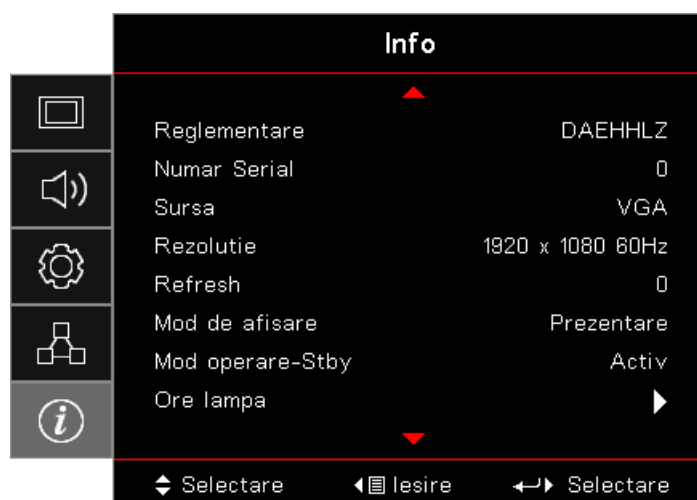 Info
Reglementare DAEHHLZ
Numar Serial 0
Sursa VGA
Rezolutie 1920 x 1080 60Hz
Refresh 0
Mod de afisare Prezentare
Mod operare-Stby Activ
Ore lampa
Selectare Iesire Selectare